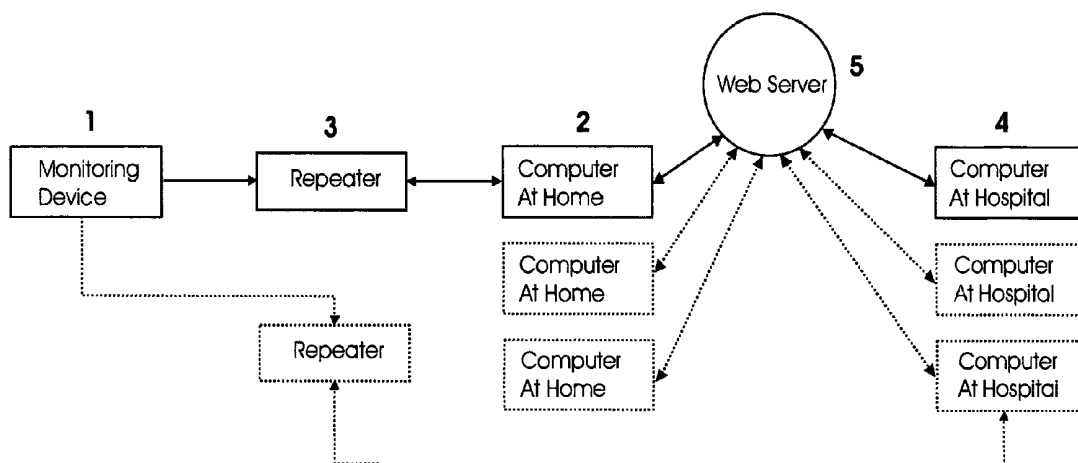 5
Web Server
1
3
2
4
Monitoring
Device
Repeater
Computer
At Home
Computer
At Hospital
Computer
At Home
Computer
At Hospital
Repeater
Computer
At Home
Computer
At Hospital